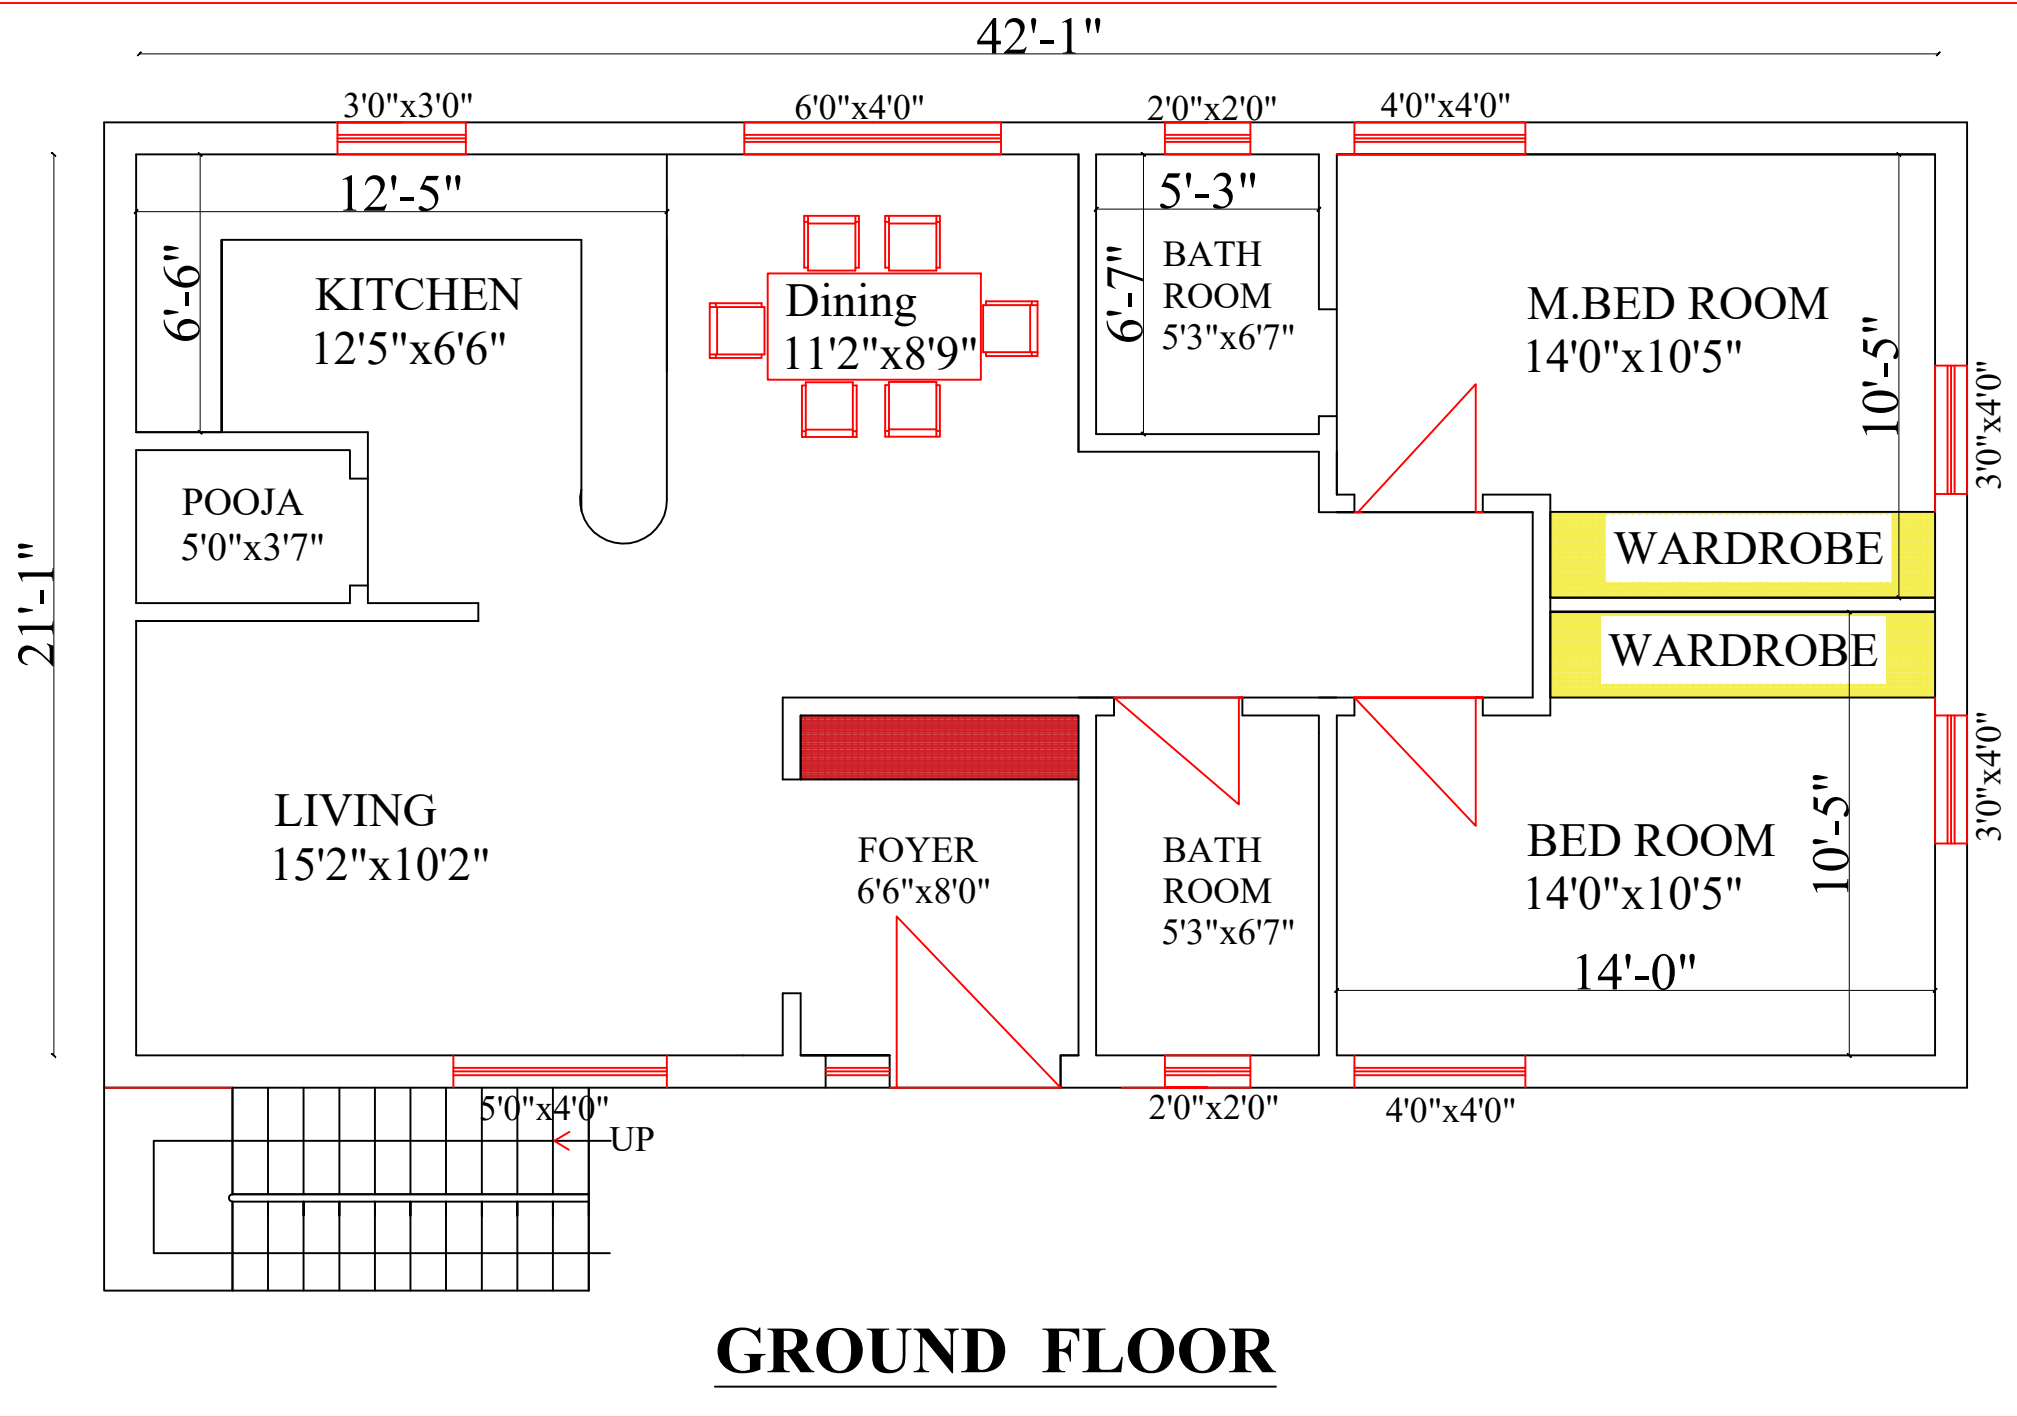 42'-1"
3'0"x3'0"
6'0"x4'0"
2'0"x2'0"
4'0"x4'0"
12'-5"
5'-3"
6'-6"
KITCHEN
12'5"x6'6"
Dining
11'2"x8'9"
6'-7"
BATH
ROOM
5'3"x6'7"
M.BED ROOM
14'0"x10'5"
10'-5"
3'0"x4'0"
POOJA
5'0"x3'7"
WARDROBE
21'-1"
WARDROBE
LIVING
15'2"x10'2"
FOYER
6'6"x8'0"
BATH
ROOM
5'3"x6'7"
BED ROOM
14'0"x10'5"
10'-5"
3'0"x4'0"
14'-0"
5'0"x4'0"
2'0"x2'0"
4'0"x4'0"
UP
GROUND FLOOR